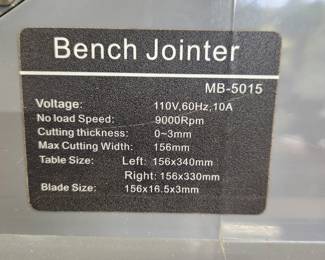 Bench Jointer
MB-5015
Voltage: 110V,60Hz,10A
No load Speed: 9000Rpm
Cutting thickness: 0~3mm
Max Cutting Width: 156mm
Table Size: Left: 156x340mm
Right: 156x330mm
Blade Size: 156x16.5x3mm